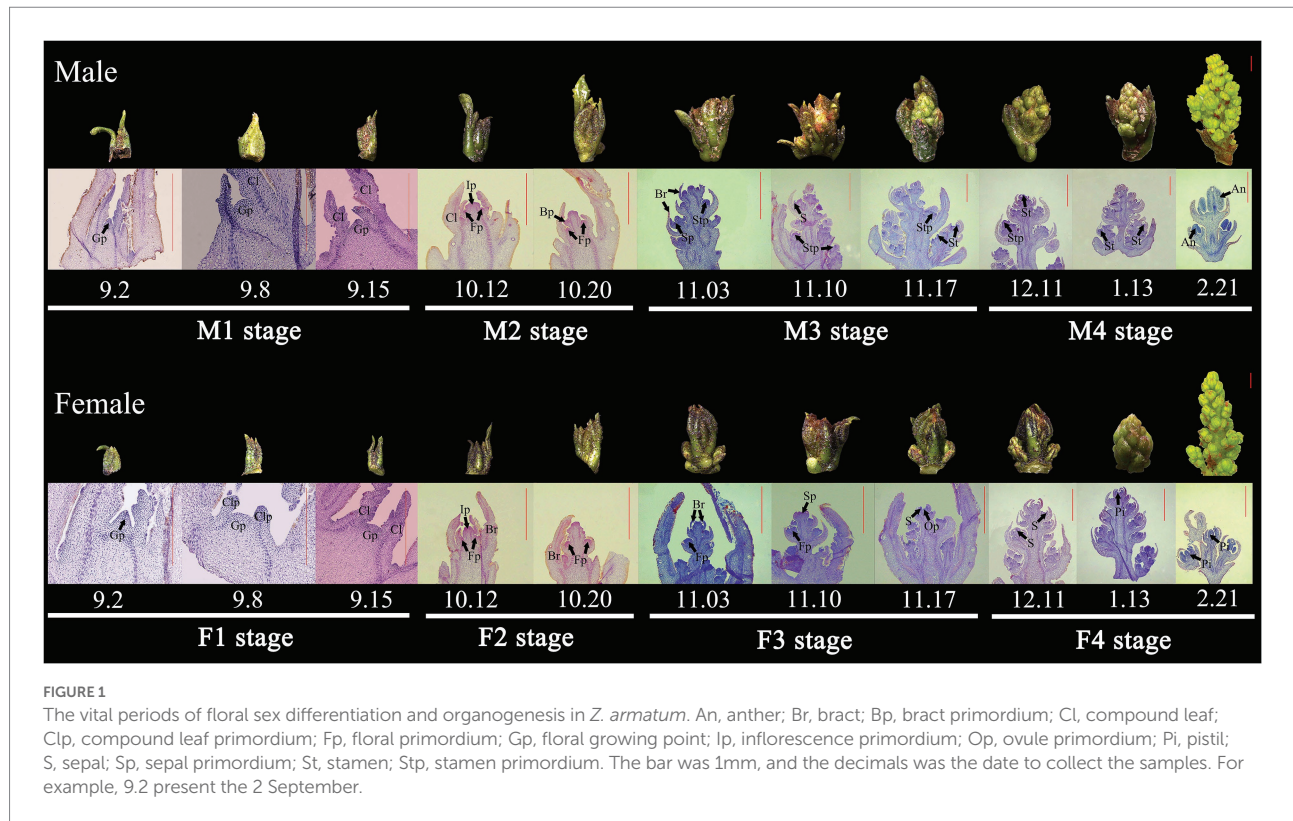 Male
Gp
Cl
Gp
Cl
Cl
Gp
Ip
Cl
Fp
Bp
Fp
Br
Stp
Sp
S
Stp
Stp
St
St
Stp
St
St
An
An
9.2 9.8 9.15 10.12 10.20 11.03 11.10 11.17 12.11 1.13 2.21
M1 stage M2 stage M3 stage M4 stage
Female
Gp
Clp
Clp
Gp
Cl
Cl
Gp
Ip
Br
Fp
Br
Fp
Br
Fp
Sp
Fp
S
Op
S
S
Pi
Pi
Pi
9.2 9.8 9.15 10.12 10.20 11.03 11.10 11.17 12.11 1.13 2.21
F1 stage F2 stage F3 stage F4 stage
FIGURE 1
The vital periods of floral sex differentiation and organogenesis in Z. armatum. An, anther; Br, bract; Bp, bract primordium; Cl, compound leaf;
Clp, compound leaf primordium; Fp, floral primordium; Gp, floral growing point; Ip, inflorescence primordium; Op, ovule primordium; Pi, pistil;
S, sepal; Sp, sepal primordium; St, stamen; Stp, stamen primordium. The bar was 1mm, and the decimals was the date to collect the samples. For
example, 9.2 present the 2 September.